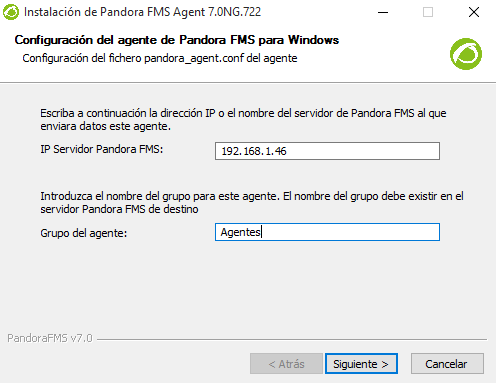 Instalación de Pandora FMS Agent 7.0NG.722
Configuración del agente de Pandora FMS para Windows
Configuración del fichero pandora_agent.conf del agente
Escriba a continuación la dirección IP o el nombre del servidor de Pandora FMS al que
enviara datos este agente.
IP Servidor Pandora FMS:
192.168.1.46
Introduzca el nombre del grupo para este agente. El nombre del grupo debe existir en el
servidor Pandora FMS de destino
Grupo del agente:
Agentes
PandoraFMS v7.0
< Atrás
Siguiente >
Cancelar